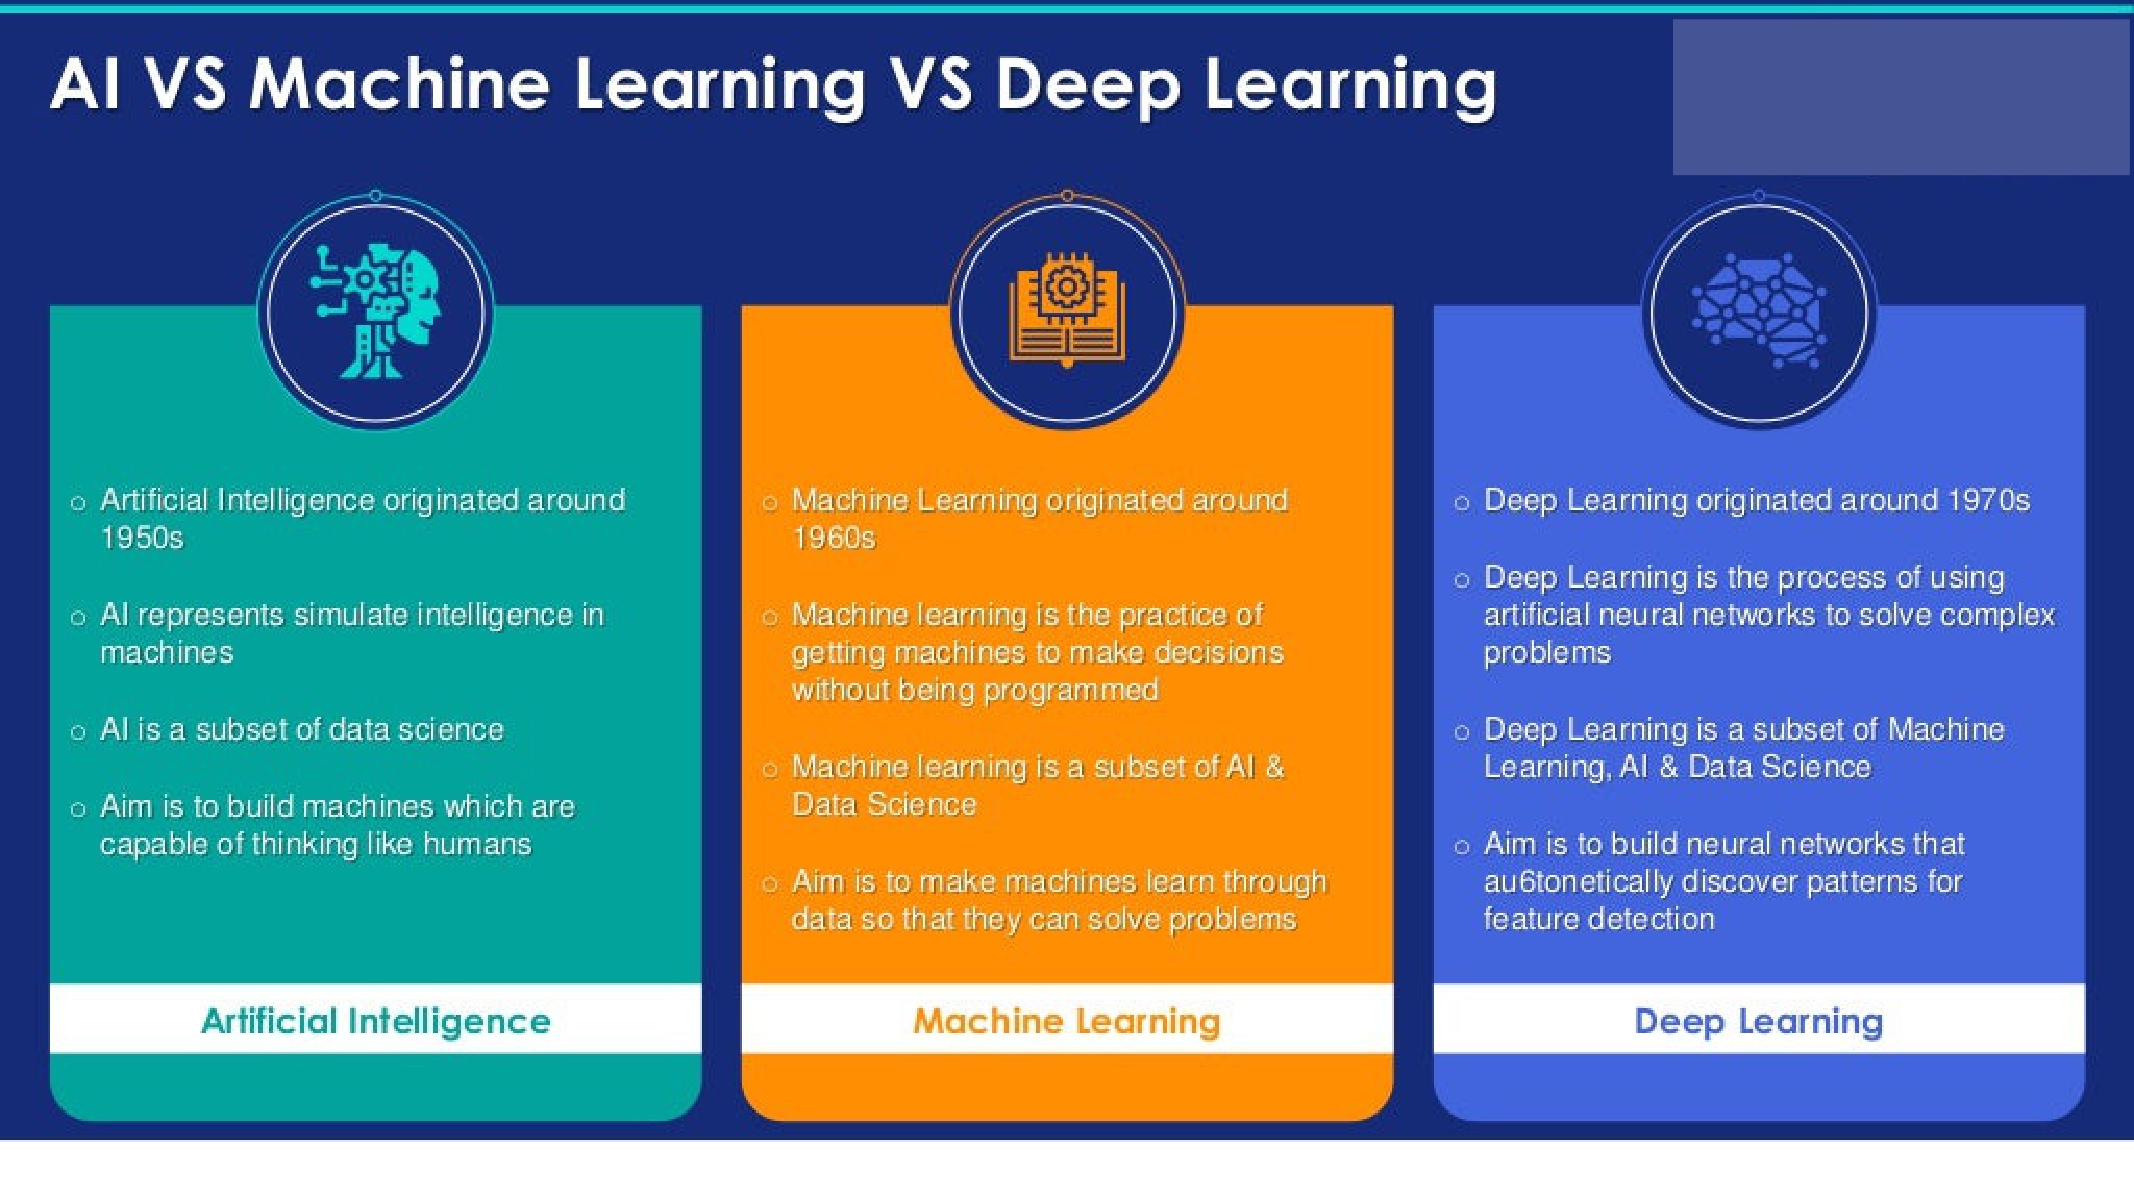 AI VS Machine Learning VS Deep Learning
○ Artificial Intelligence originated around
1950s
○ AI represents simulate intelligence in
machines
○ AI is a subset of data science
○ Aim is to build machines which are
capable of thinking like humans
Artificial Intelligence
○ Machine Learning originated around
1960s
○ Machine learning is the practice of
getting machines to make decisions
without being programmed
○ Machine learning is a subset of AI &
Data Science
○ Aim is to make machines learn through
data so that they can solve problems
Machine Learning
○ Deep Learning originated around 1970s
○ Deep Learning is the process of using
artificial neural networks to solve complex
problems
○ Deep Learning is a subset of Machine
Learning, AI & Data Science
○ Aim is to build neural networks that
au6tonetically discover patterns for
feature detection
Deep Learning